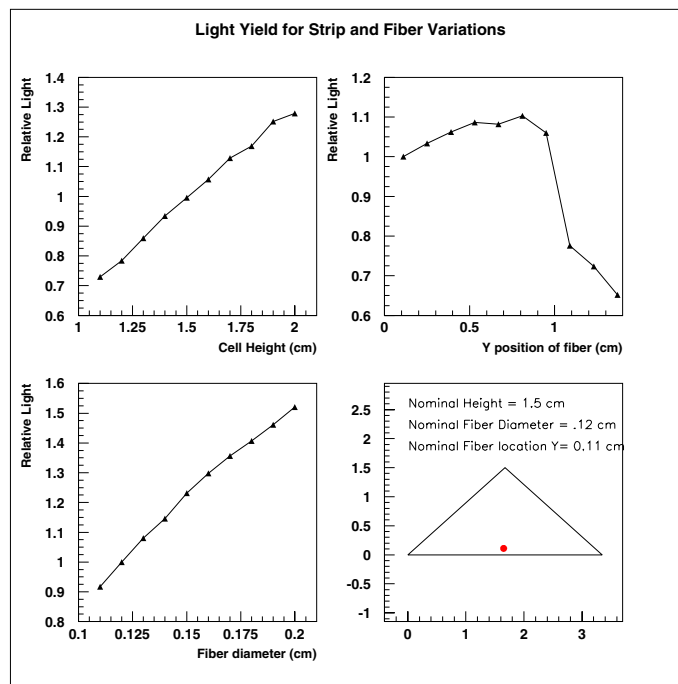 Light Yield for Strip and Fiber Variations
Relative Light
1.4
1.3
1.2
1.1
1
0.9
0.8
0.7
0.6
1 1.25 1.5 1.75 2
Cell Height (cm)
Relative Light
1.2
1.1
1
0.9
0.8
0.7
0.6
0 0.5 1
Y position of fiber (cm)
Relative Light
1.6
1.5
1.4
1.3
1.2
1.1
1
0.9
0.8
0.1 0.125 0.15 0.175 0.2
Fiber diameter (cm)
Nominal Height = 1.5 cm
Nominal Fiber Diameter = .12 cm
Nominal Fiber location Y= 0.11 cm
2.5
2
1.5
1
0.5
0
-0.5
-1
0 1 2 3